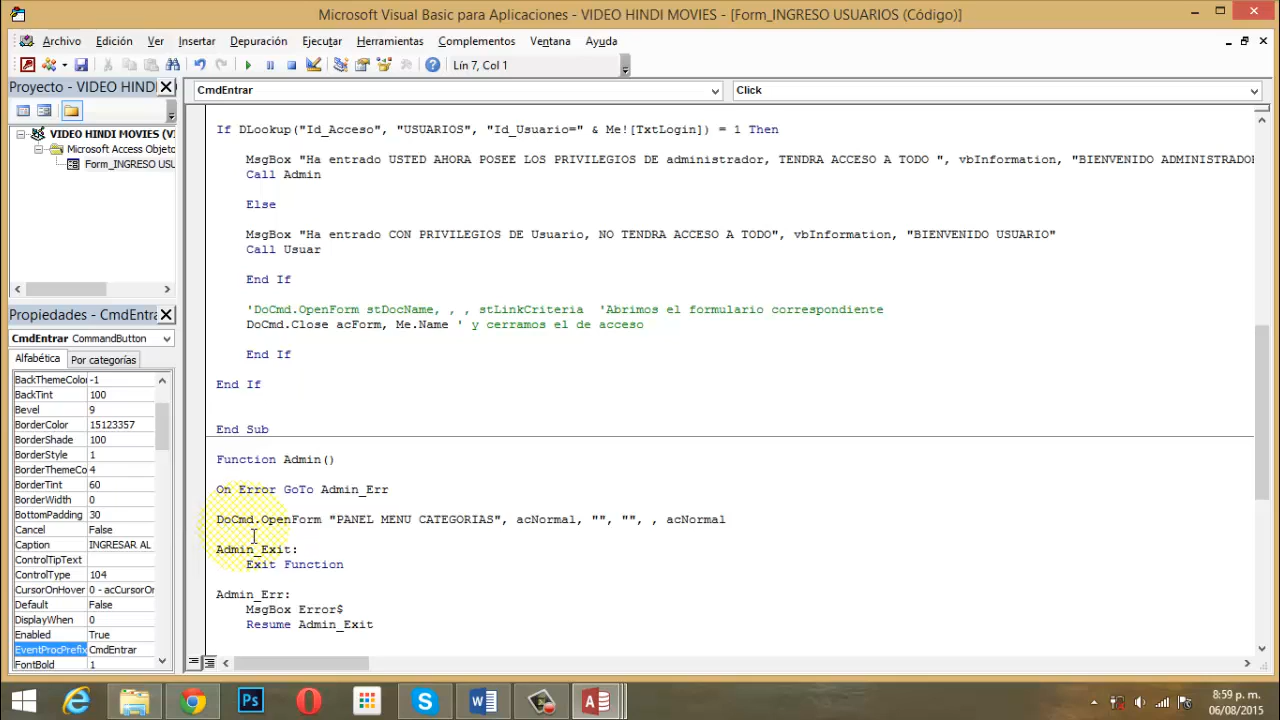 Microsoft Visual Basic para Aplicaciones - VIDEO HINDI MOVIES - [Form_INGRESO USUARIOS (Código)]
Archivo Edición Ver Insertar Depuración Ejecutar Herramientas Complementos Ventana Ayuda
Lín 7, Col 1
Proyecto - VIDEO HINDI
VIDEO HINDI MOVIES (V
Microsoft Access Objeto
Form_INGRESO USU
Propiedades - CmdEntra
CmdEntrar CommandButton
Alfabética Por categorías
BackThemeColor -1
BackTint 100
Bevel 9
BorderColor 15123357
BorderShade 100
BorderStyle 1
BorderThemeCo 4
BorderTint 60
BorderWidth 0
BottomPadding 30
Cancel False
Caption INGRESAR AL
ControlTipText
ControlType 104
CursorOnHover 0 - acCursorOn
Default False
DisplayWhen 0
Enabled True
EventProcPrefix CmdEntrar
FontBold 1
CmdEntrar Click
If DLookup("Id_Acceso", "USUARIOS", "Id_Usuario=" & Me![TxtLogin]) = 1 Then
MsgBox "Ha entrado USTED AHORA POSEE LOS PRIVILEGIOS DE administrador, TENDRA ACCESO A TODO ", vbInformation, "BIENVENIDO ADMINISTRADOR
Call Admin
Else
MsgBox "Ha entrado CON PRIVILEGIOS DE Usuario, NO TENDRA ACCESO A TODO", vbInformation, "BIENVENIDO USUARIO"
Call Usuar
End If
'DoCmd.OpenForm stDocName, , , stLinkCriteria 'Abrimos el formulario correspondiente
DoCmd.Close acForm, Me.Name ' y cerramos el de acceso
End If
End If
End Sub
Function Admin()
On Error GoTo Admin_Err
DoCmd.OpenForm "PANEL MENU CATEGORIAS", acNormal, "", "", , acNormal
Admin_Exit:
Exit Function
Admin_Err:
MsgBox Error$
Resume Admin_Exit
8:59 p. m.
06/08/2015